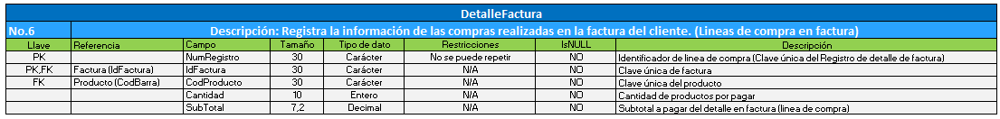 DetalleFactura
No.6 Descripción: Registra la información de las compras realizadas en la factura del cliente. (Lineas de compra en factura)
Llave Referencia Campo Tamaño Tipo de dato Restricciones IsNULL Descripción
PK NumRegistro 30 Carácter No se puede repetir NO Identificador de linea de compra (Clave única del Registro de detalle de factura)
PK,FK Factura (IdFactura) IdFactura 30 Carácter N/A NO Clave única de factura
FK Producto (CodBarra) CodProducto 30 Carácter N/A NO Clave única del producto
Cantidad 10 Entero N/A NO Cantidad de productos por pagar
SubTotal 7,2 Decimal N/A NO Subtotal a pagar del detalle en factura (linea de compra)